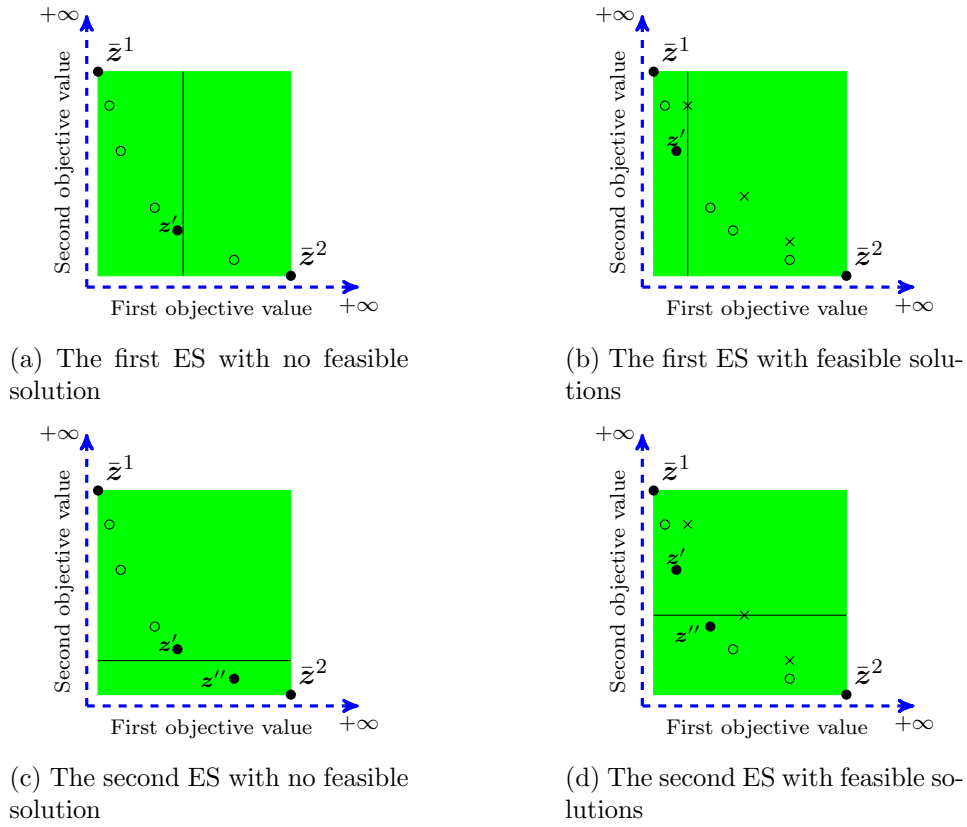 +∞ +∞
z̄¹ z̄¹
Second objective value Second objective value
z′ z′
z̄² z̄²
First objective value First objective value
+∞ +∞
(a) The first ES with no feasible
solution
(b) The first ES with feasible solu-
tions
+∞ +∞
z̄¹ z̄¹
Second objective value Second objective value
z′ z′
z′′ z′′
z̄² z̄²
First objective value First objective value
+∞ +∞
(c) The second ES with no feasible
solution
(d) The second ES with feasible so-
lutions